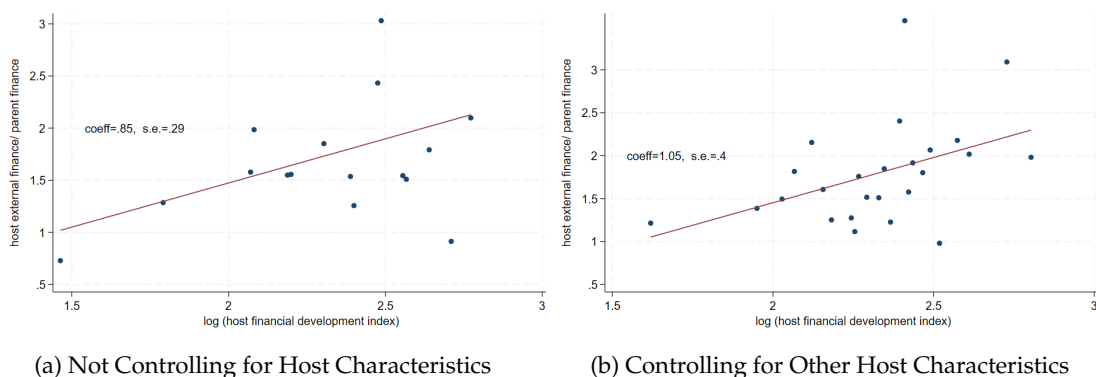 host external finance/ parent finance
3
2.5
2
1.5
1
.5
coeff=.85,  s.e.=.29
1.5
2
2.5
3
log (host financial development index)
(a) Not Controlling for Host Characteristics
host external finance/ parent finance
3
2.5
2
1.5
1
.5
coeff=1.05,  s.e.=.4
1.5
2
2.5
3
log (host financial development index)
(b) Controlling for Other Host Characteristics